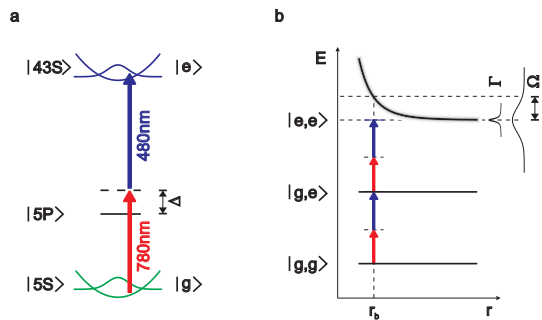 a
|43S> |e>
480nm
Δ
|5P>
780nm
|5S> |g>
b
E
Γ Ω
|e,e>
|g,e>
|g,g>
r_b r